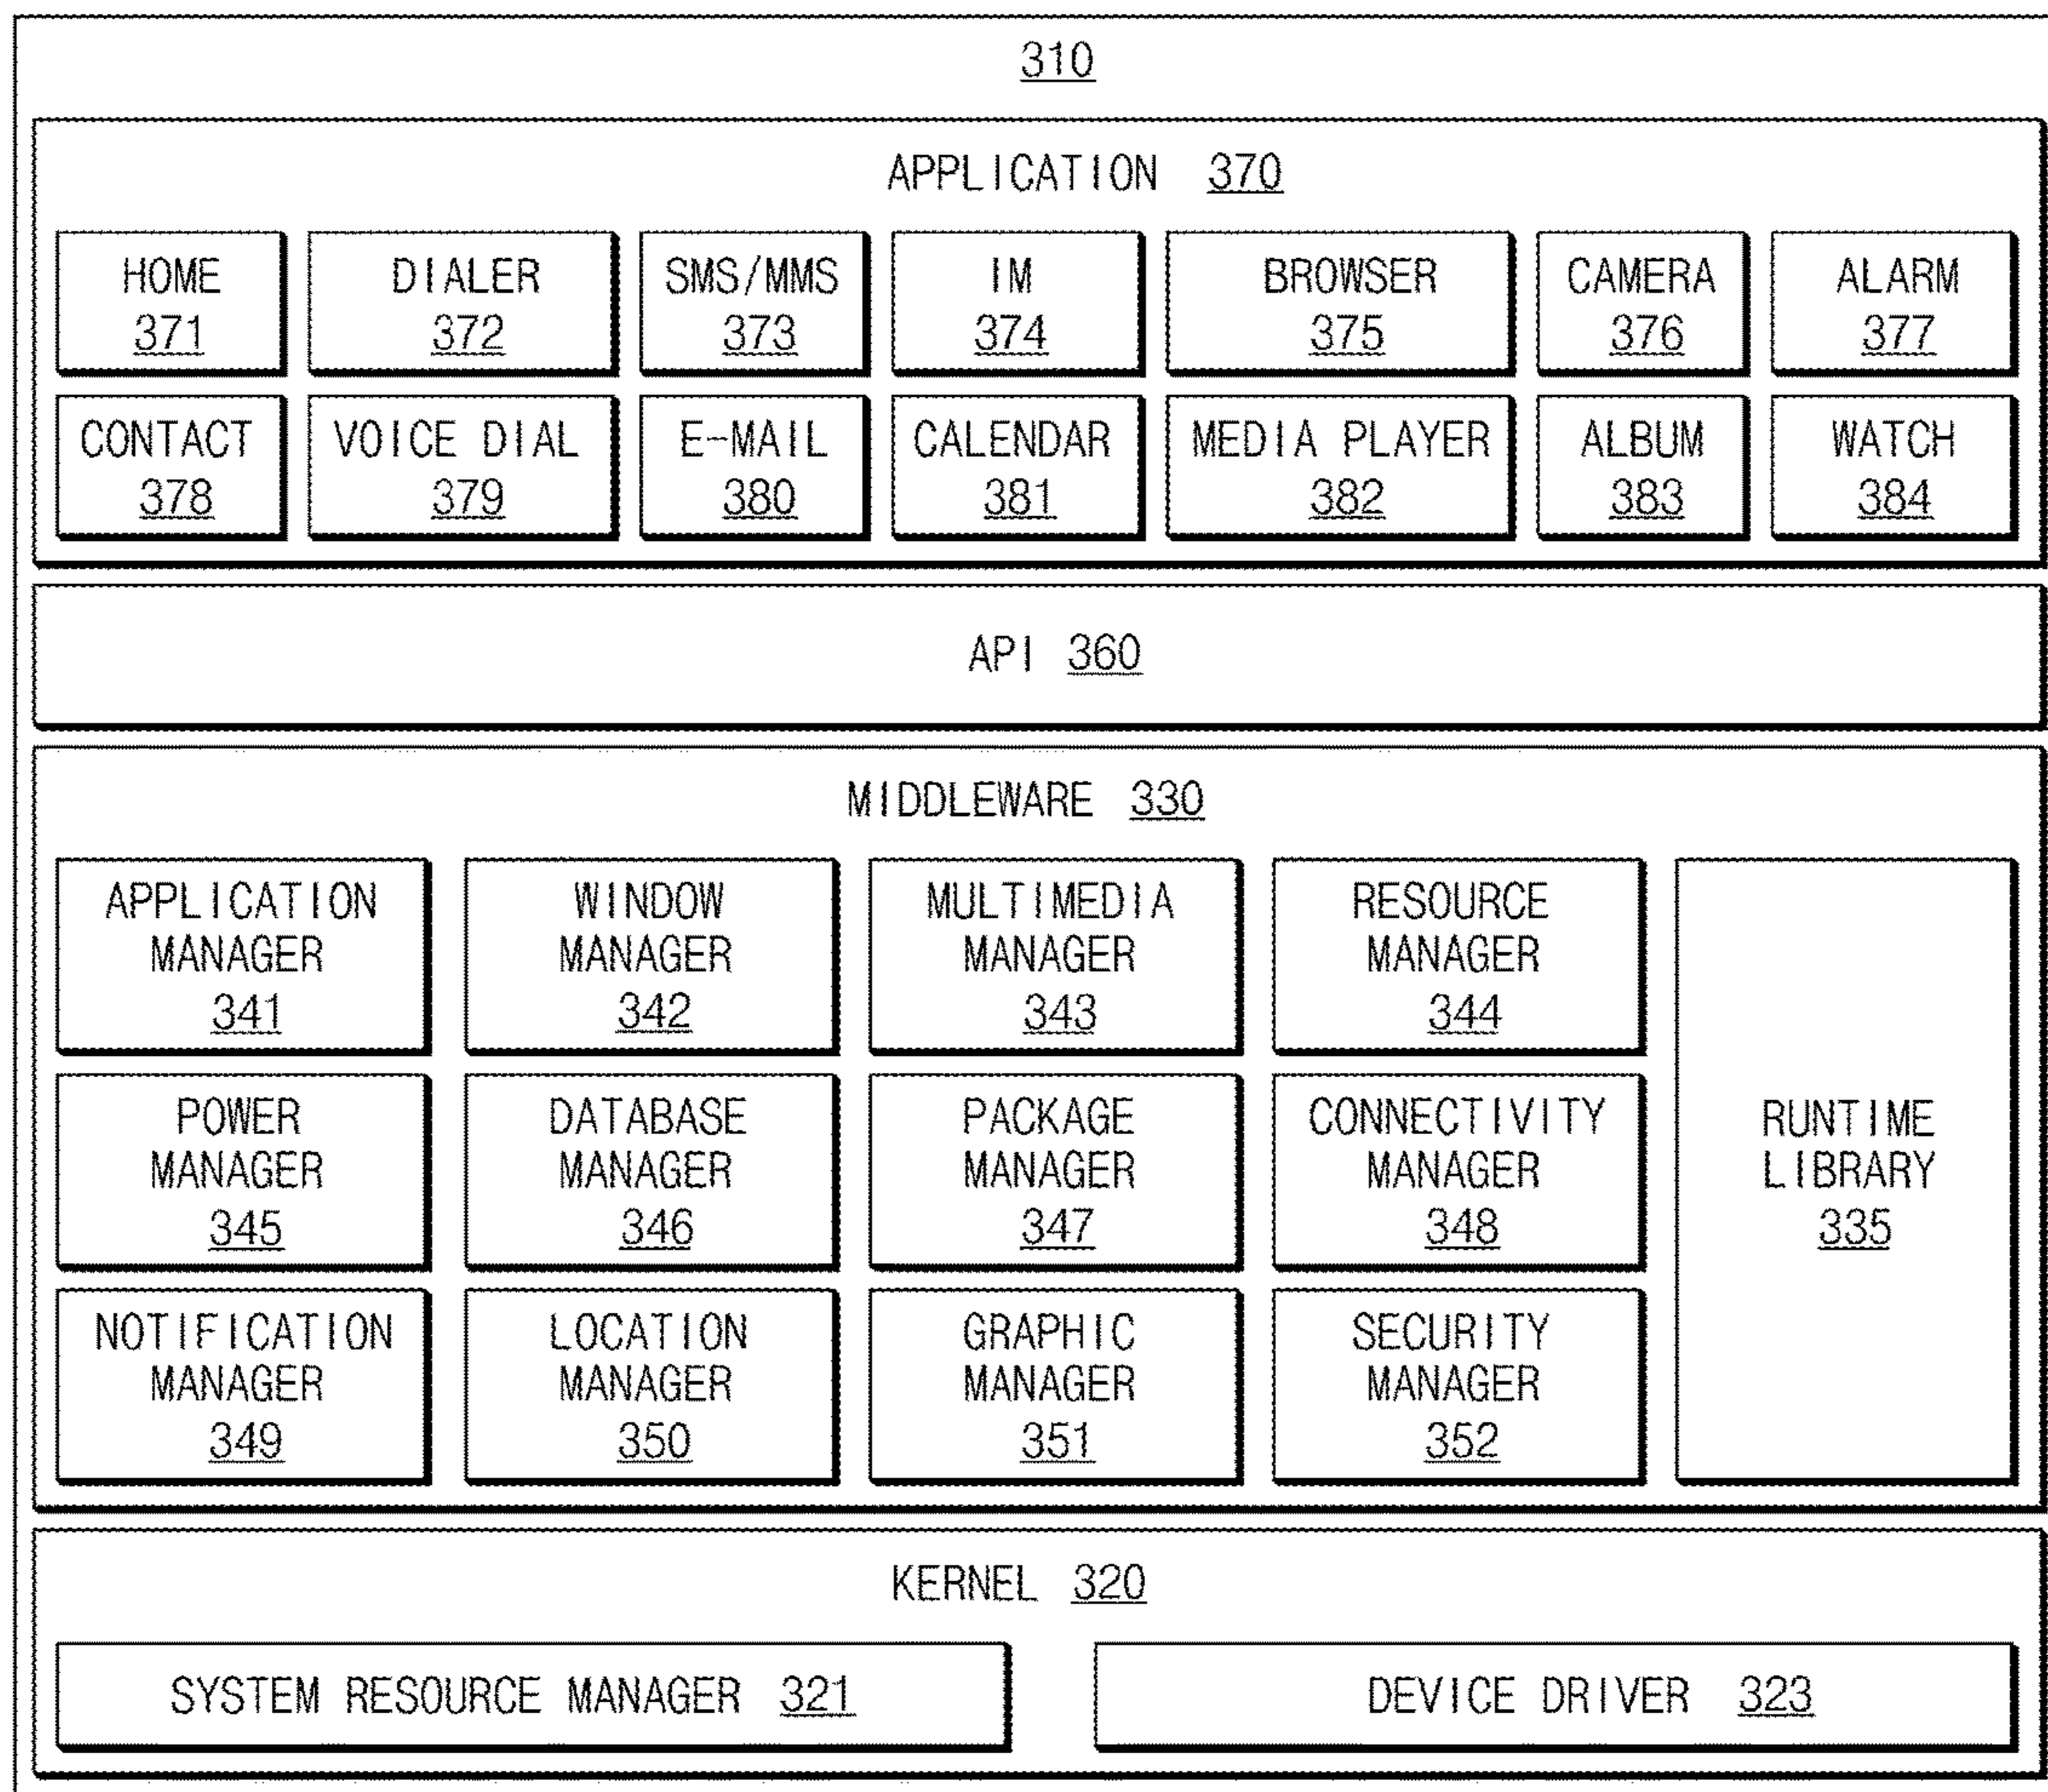 310
APPLICATION 370
HOME
371
DIALER
372
SMS/MMS
373
IM
374
BROWSER
375
CAMERA
376
ALARM
377
CONTACT
378
VOICE DIAL
379
E-MAIL
380
CALENDAR
381
MEDIA PLAYER
382
ALBUM
383
WATCH
384
API 360
MIDDLEWARE 330
APPLICATION
MANAGER
341
WINDOW
MANAGER
342
MULTIMEDIA
MANAGER
343
RESOURCE
MANAGER
344
POWER
MANAGER
345
DATABASE
MANAGER
346
PACKAGE
MANAGER
347
CONNECTIVITY
MANAGER
348
NOTIFICATION
MANAGER
349
LOCATION
MANAGER
350
GRAPHIC
MANAGER
351
SECURITY
MANAGER
352
RUNTIME
LIBRARY
335
KERNEL 320
SYSTEM RESOURCE MANAGER 321
DEVICE DRIVER 323